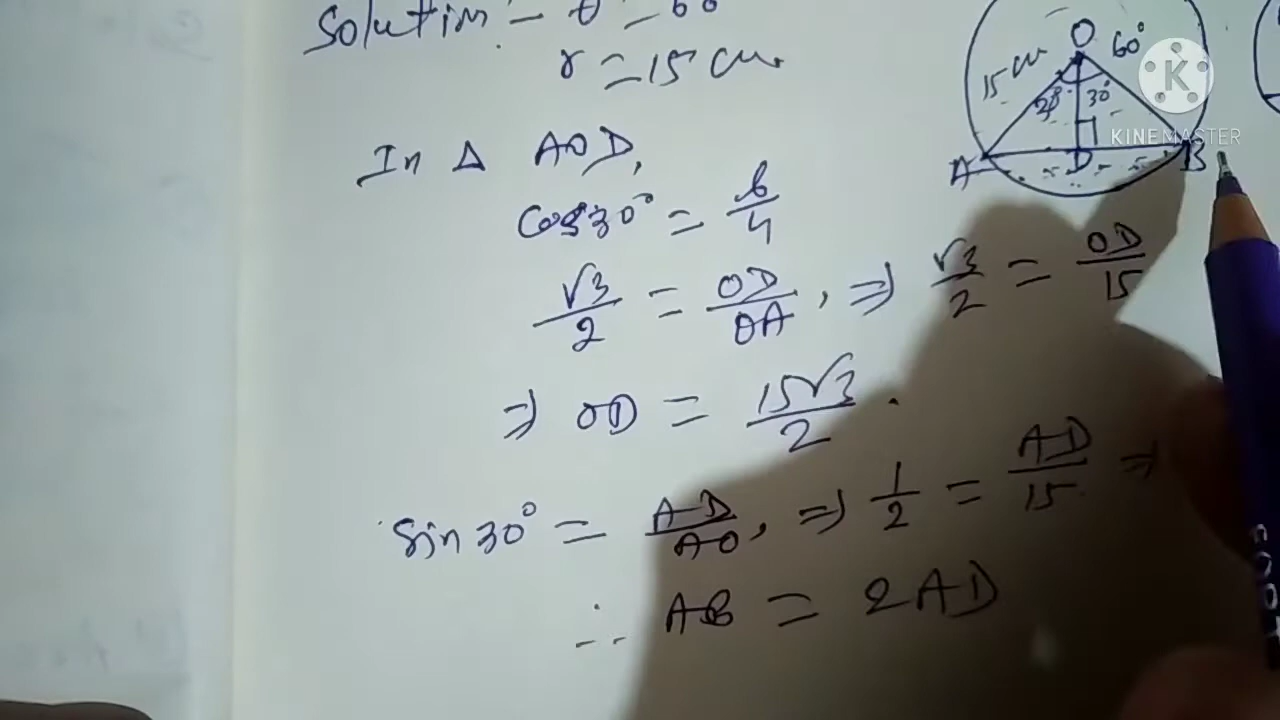 Solution - θ = 60°
r = 15 cm.
In Δ AOD,
cos 30° = b/h
√3/2 = OD/OA, ⇒ √3/2 = OD/15
⇒ OD = 15√3/2.
sin 30° = AD/AO, ⇒ 1/2 = AD/15 ⇒
∴ AB = 2AD
O
60°
15 cm
30°
30°
A
D
B
K
KINEMASTER